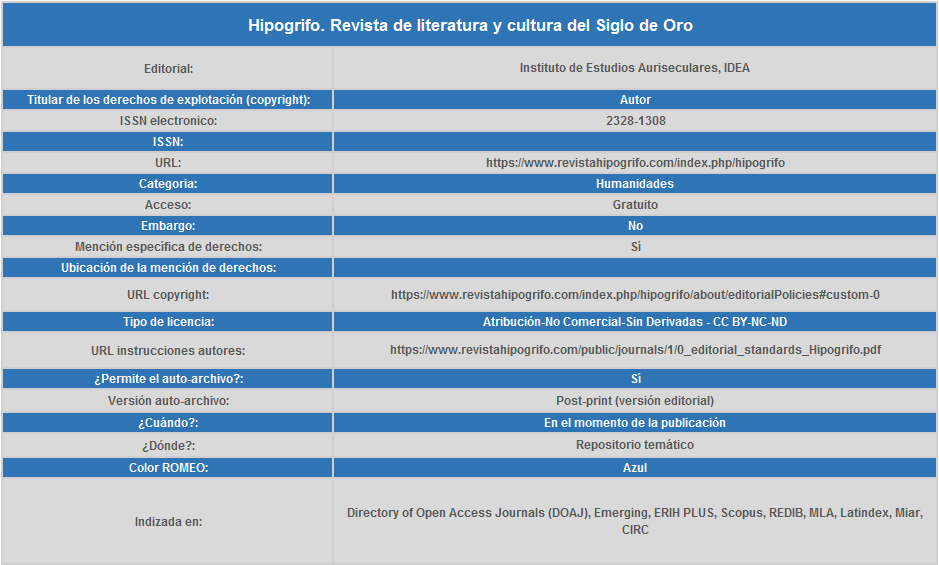 Hipogrifo. Revista de literatura y cultura del Siglo de Oro
Editorial: Instituto de Estudios Auriseculares, IDEA
Titular de los derechos de explotación (copyright): Autor
ISSN electronico: 2328-1308
ISSN:
URL: https://www.revistahipogrifo.com/index.php/hipogrifo
Categoria: Humanidades
Acceso: Gratuito
Embargo: No
Mención específica de derechos: Sí
Ubicación de la mención de derechos:
URL copyright: https://www.revistahipogrifo.com/index.php/hipogrifo/about/editorialPolicies#custom-0
Tipo de licencia: Atribución-No Comercial-Sin Derivadas - CC BY-NC-ND
URL instrucciones autores: https://www.revistahipogrifo.com/public/journals/1/0_editorial_standards_Hipogrifo.pdf
¿Permite el auto-archivo?: Sí
Versión auto-archivo: Post-print (versión editorial)
¿Cuándo?: En el momento de la publicación
¿Dónde?: Repositorio temático
Color ROMEO: Azul
Indizada en: Directory of Open Access Journals (DOAJ), Emerging, ERIH PLUS, Scopus, REDIB, MLA, Latindex, Miar,
CIRC